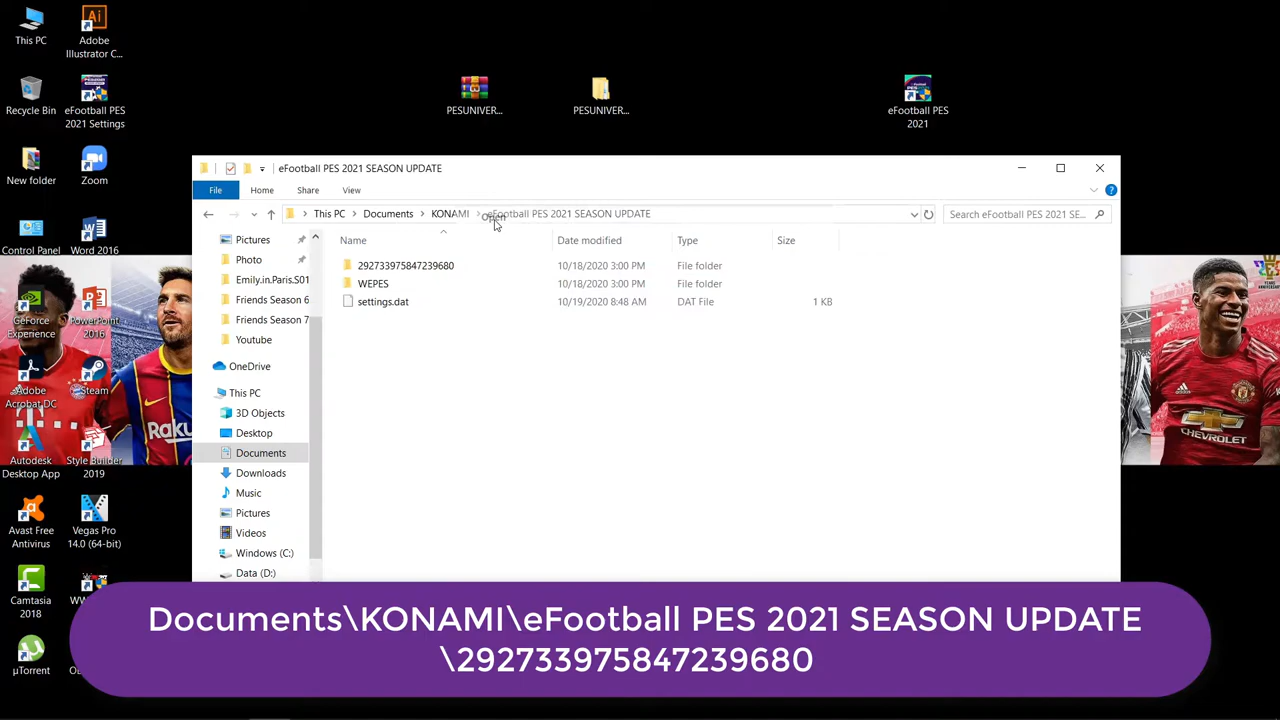 This PC
Adobe
Illustrator C...
Recycle Bin
eFootball PES
2021 Settings
PESUNIVER...
PESUNIVER...
eFootball PES
2021
New folder
Zoom
Control Panel
Word 2016
GeForce
Experience
PowerPoint
2016
Adobe
Acrobat DC
Steam
Autodesk
Desktop App
Style Builder
2019
Avast Free
Antivirus
Vegas Pro
14.0 (64-bit)
Camtasia
2018
µTorrent
eFootball PES 2021 SEASON UPDATE
File Home Share View
This PC > Documents > KONAMI > eFootball PES 2021 SEASON UPDATE
Search eFootball PES 2021 SE...
Open
Name Date modified Type Size
292733975847239680 10/18/2020 3:00 PM File folder
WEPES 10/18/2020 3:00 PM File folder
settings.dat 10/19/2020 8:48 AM DAT File 1 KB
Pictures
Photo
Emily.in.Paris.S01
Friends Season 6
Friends Season 7
Youtube
OneDrive
This PC
3D Objects
Desktop
Documents
Downloads
Music
Pictures
Videos
Windows (C:)
Data (D:)
CHEVROLET
Documents\KONAMI\eFootball PES 2021 SEASON UPDATE
\292733975847239680